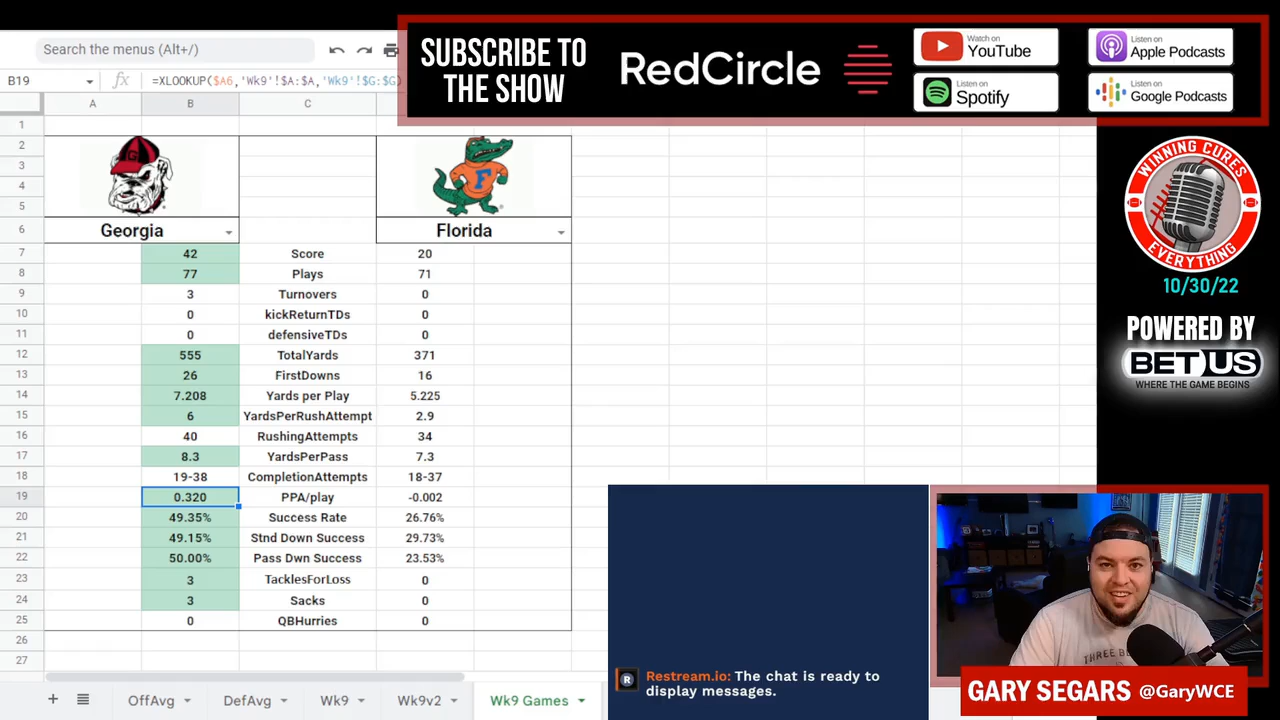 Search the menus (Alt+/)
SUBSCRIBE TO
THE SHOW
RedCircle
Watch on
YouTube
Listen on
Apple Podcasts
Listen on
Spotify
Listen on
Google Podcasts
B19
fx
=XLOOKUP($A6,'Wk9'!$A:$A,'Wk9'!$G:$G)
A B C
1
2
3
4
5
6 Georgia Florida
7 42 Score 20
8 77 Plays 71
9 3 Turnovers 0
10 0 kickReturnTDs 0
11 0 defensiveTDs 0
12 555 TotalYards 371
13 26 FirstDowns 16
14 7.208 Yards per Play 5.225
15 6 YardsPerRushAttempt 2.9
16 40 RushingAttempts 34
17 8.3 YardsPerPass 7.3
18 19-38 CompletionAttempts 18-37
19 0.320 PPA/play -0.002
20 49.35% Success Rate 26.76%
21 49.15% Stnd Down Success 29.73%
22 50.00% Pass Dwn Success 23.53%
23 3 TacklesForLoss 0
24 3 Sacks 0
25 0 QBHurries 0
26
27
F
WINNING CURES
EVERYTHING
10/30/22
POWERED BY
BETUS
WHERE THE GAME BEGINS
R Restream.io: The chat is ready to
display messages.
THREE B
GARY SEGARS @GaryWCE
OffAvg DefAvg Wk9 Wk9v2 Wk9 Games